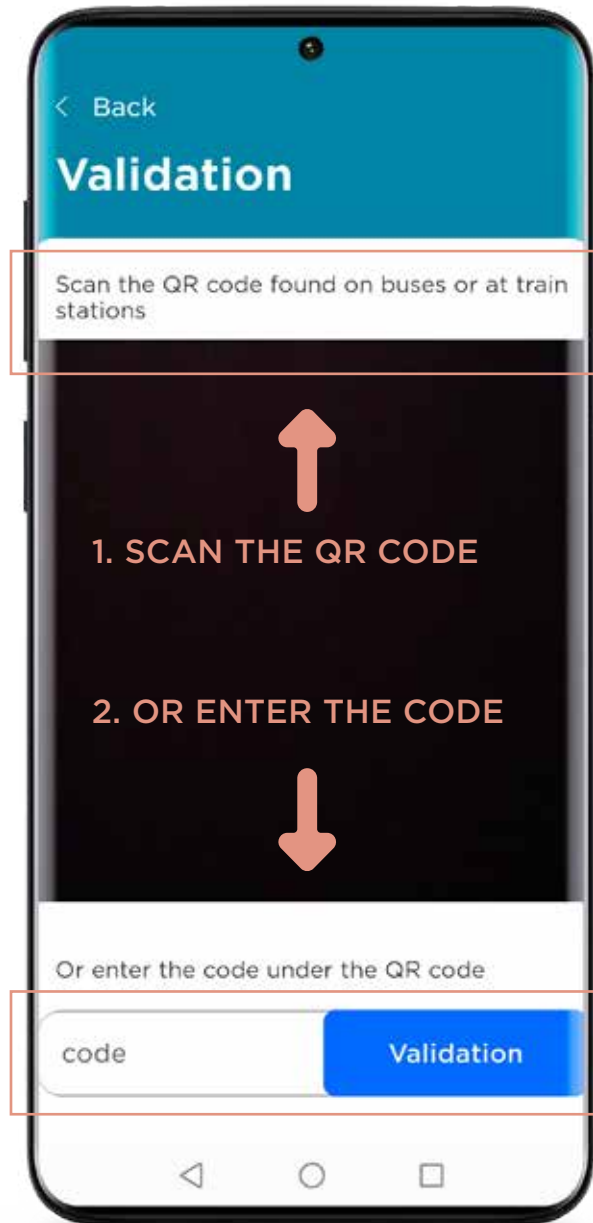 Back
Validation
Scan the QR code found on buses or at train
stations
1. SCAN THE QR CODE
2. OR ENTER THE CODE
Or enter the code under the QR code
code
Validation